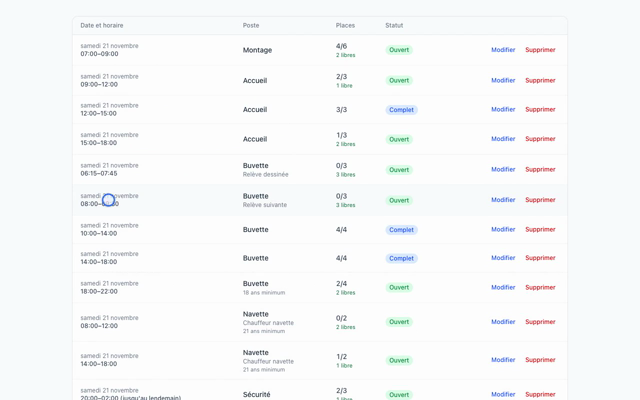 Date et horaire Poste Places Statut
samedi 21 novembre
07:00–09:00 Montage 4/6 Ouvert Modifier Supprimer
2 libres
samedi 21 novembre
09:00–12:00 Accueil 2/3 Ouvert Modifier Supprimer
1 libre
samedi 21 novembre
12:00–15:00 Accueil 3/3 Complet Modifier Supprimer
samedi 21 novembre
15:00–18:00 Accueil 1/3 Ouvert Modifier Supprimer
2 libres
samedi 21 novembre
06:15–07:45 Buvette 0/3 Ouvert Modifier Supprimer
Relève dessinée 3 libres
samedi 21 novembre
Buvette 0/3 Ouvert Modifier Supprimer
Relève suivante 3 libres
samedi 21 novembre
10:00–14:00 Buvette 4/4 Complet Modifier Supprimer
samedi 21 novembre
14:00–18:00 Buvette 4/4 Complet Modifier Supprimer
samedi 21 novembre
18:00–22:00 Buvette 2/4 Ouvert Modifier Supprimer
18 ans minimum 2 libres
samedi 21 novembre
08:00–12:00 Navette 0/2 Ouvert Modifier Supprimer
Chauffeur navette 2 libres
21 ans minimum
samedi 21 novembre
14:00–18:00 Navette 1/2 Ouvert Modifier Supprimer
Chauffeur navette 1 libre
21 ans minimum
samedi 21 novembre
20:00–02:00 (jusqu'au lendemain) Sécurité 2/3 Ouvert Modifier Supprimer
1 libre